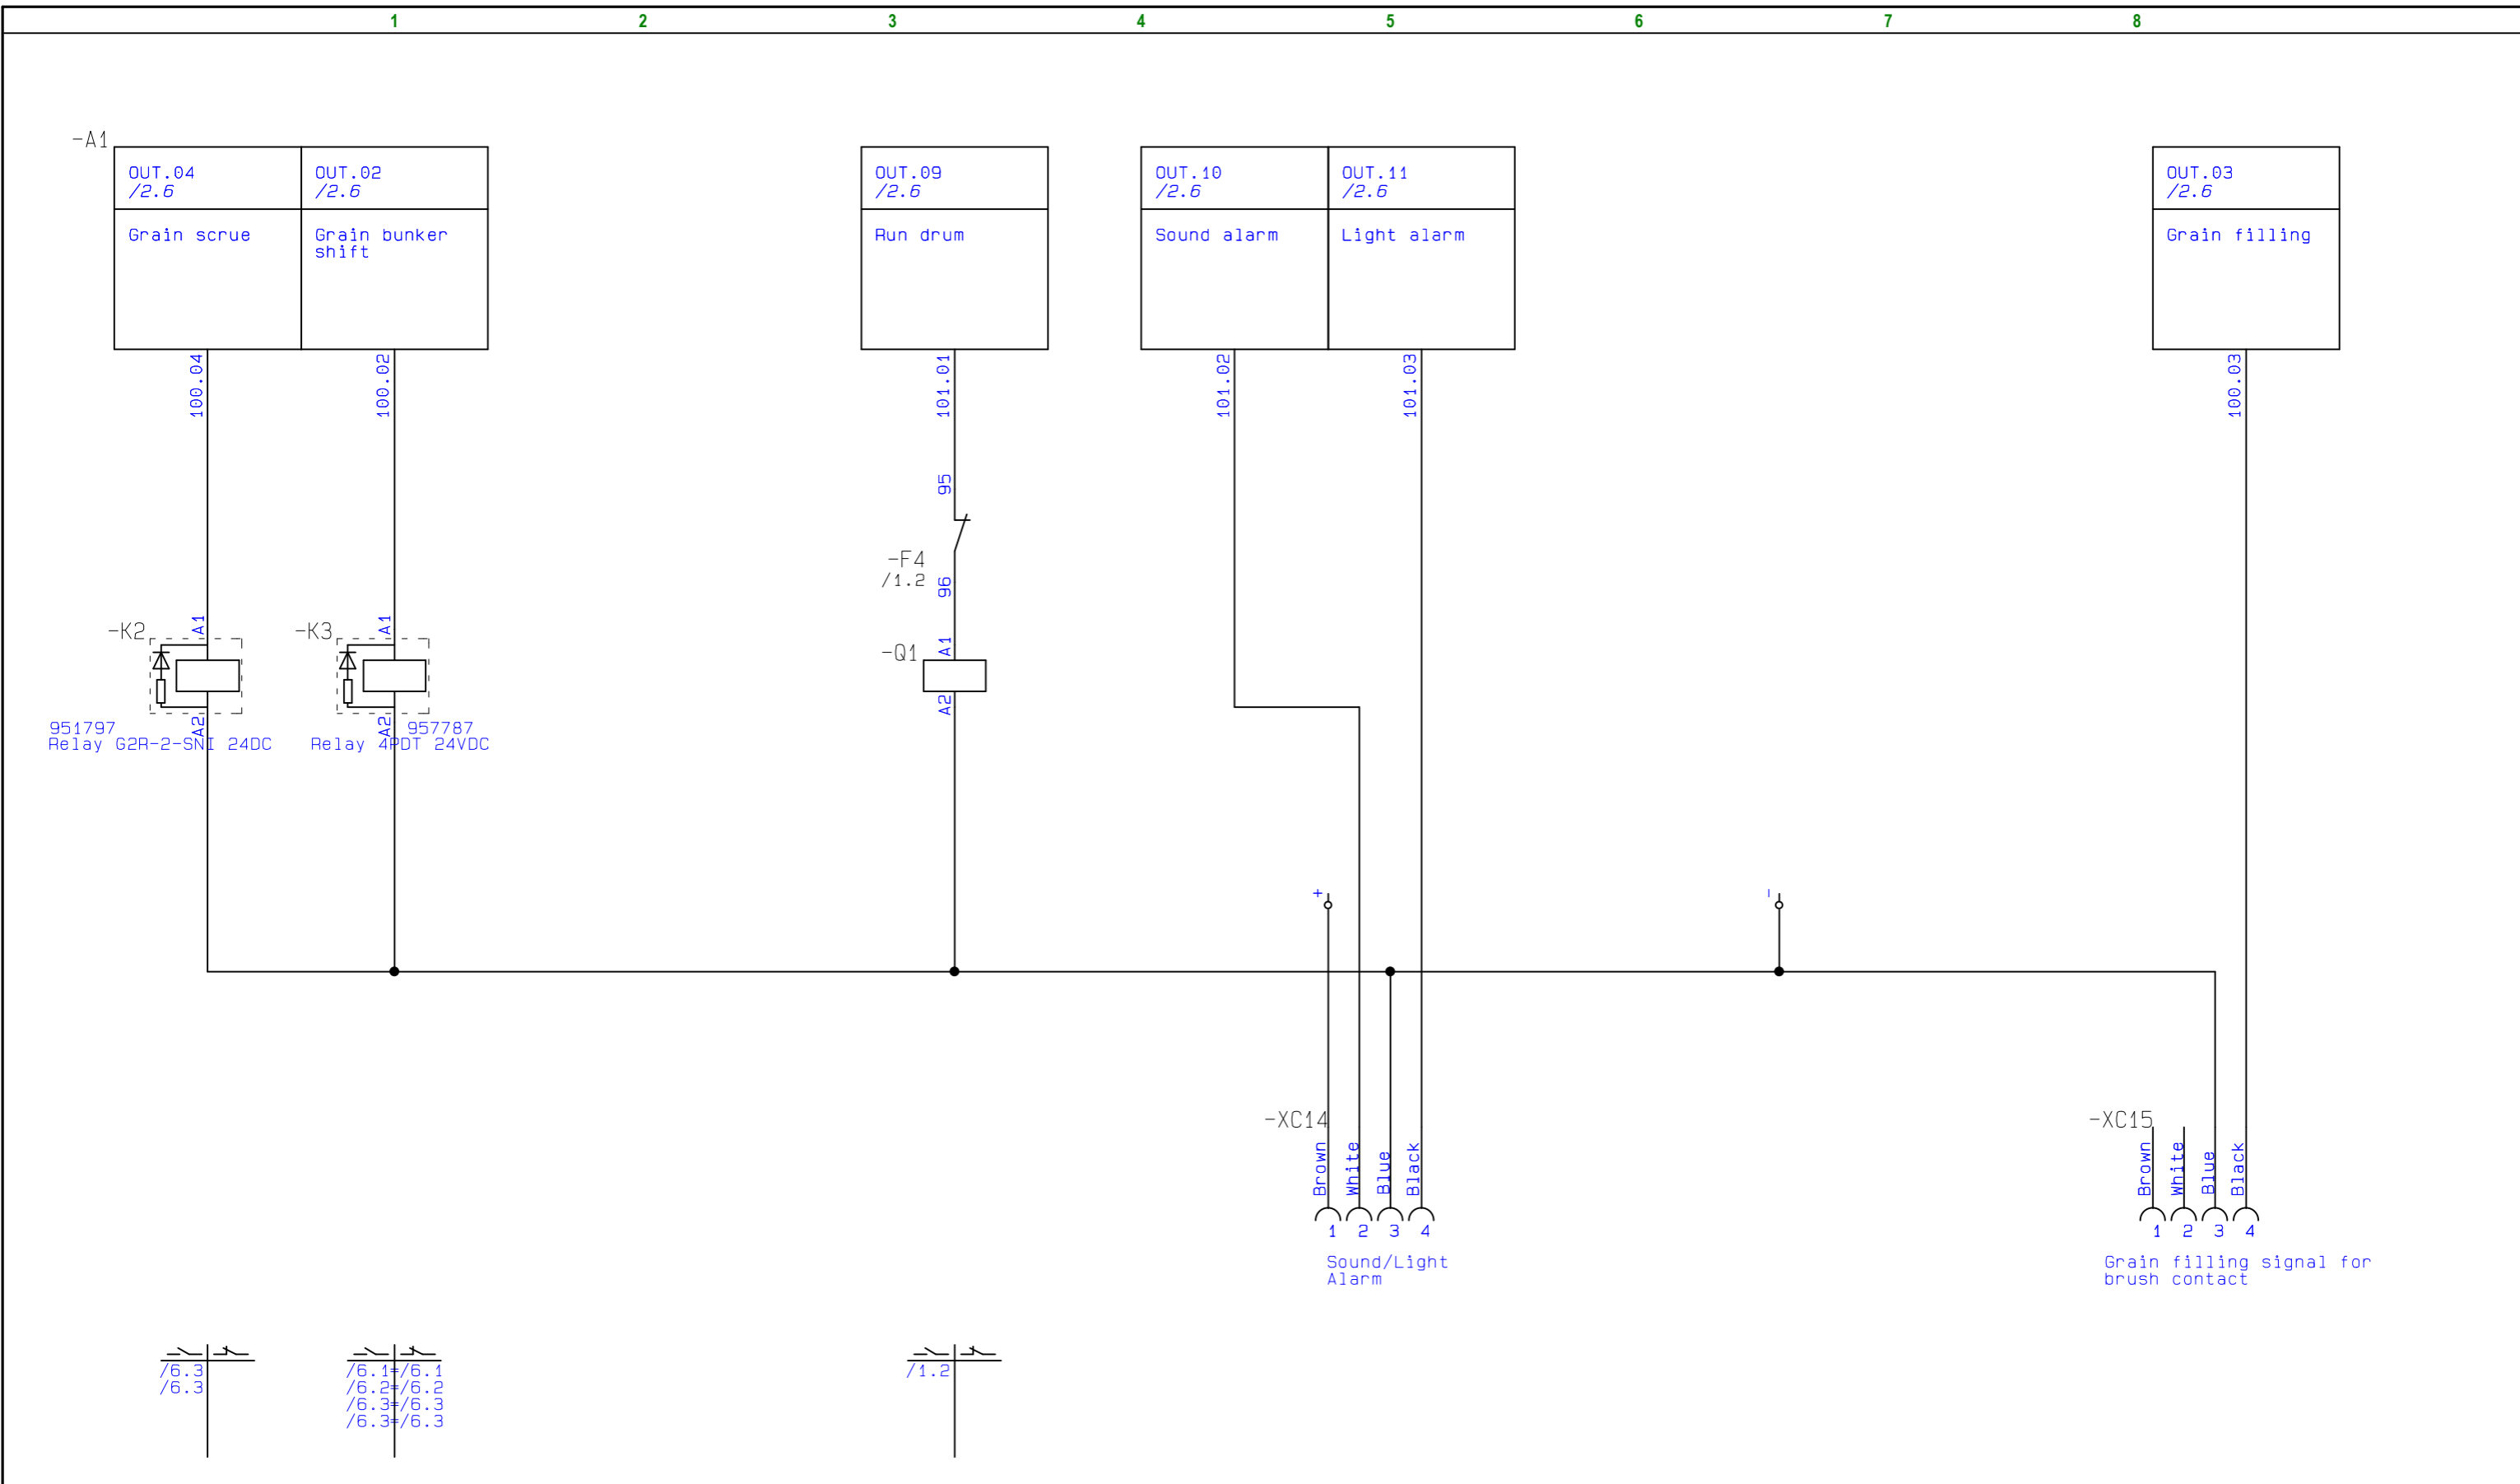 1 2 3 4 5 6 7 8
-A1
OUT.04
/2.6
Grain scrue
OUT.02
/2.6
Grain bunker
shift
OUT.09
/2.6
Run drum
OUT.10
/2.6
Sound alarm
OUT.11
/2.6
Light alarm
OUT.03
/2.6
Grain filling
100.04
100.02
101.01
101.02
101.03
100.03
95
-F4
/1.2
96
-K2
A1
A2
951797
Relay G2R-2-SNI 24DC
-K3
A1
A2
957787
Relay 4PDT 24VDC
-Q1
A1
A2
+
-
-XC14
Brown
White
Blue
Black
1 2 3 4
Sound/Light
Alarm
-XC15
Brown
White
Blue
Black
1 2 3 4
Grain filling signal for
brush contact
/6.3
/6.3
/6.1=/6.1
/6.2=/6.2
/6.3=/6.3
/6.3=/6.3
/1.2